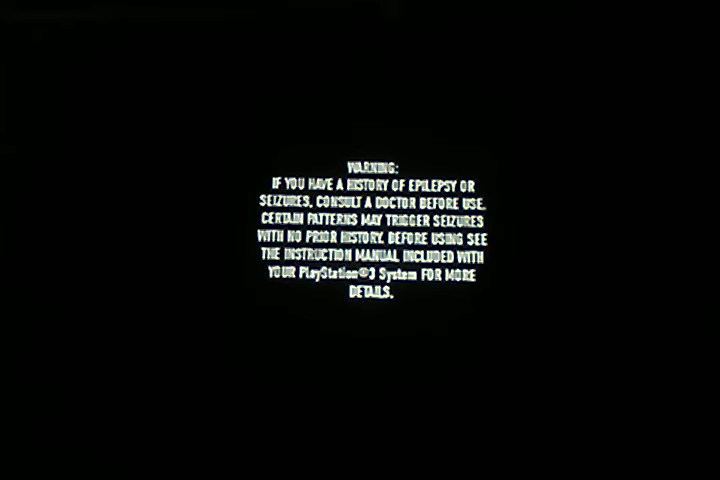 WARNING:
IF YOU HAVE A HISTORY OF EPILEPSY OR
SEIZURES, CONSULT A DOCTOR BEFORE USE.
CERTAIN PATTERNS MAY TRIGGER SEIZURES
WITH NO PRIOR HISTORY. BEFORE USING SEE
THE INSTRUCTION MANUAL INCLUDED WITH
YOUR PlayStation®3 System FOR MORE
DETAILS.